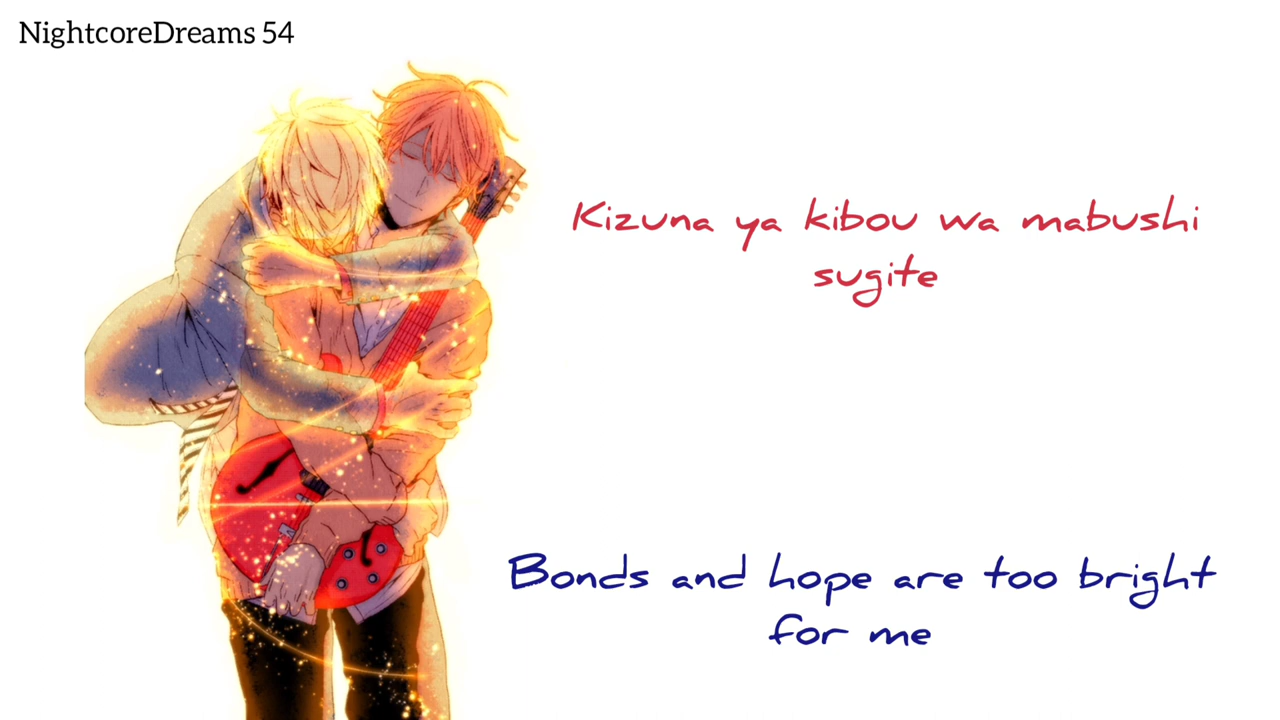 NightcoreDreams 54
Kizuna ya kibou wa mabushi
sugite
Bonds and hope are too bright
for me